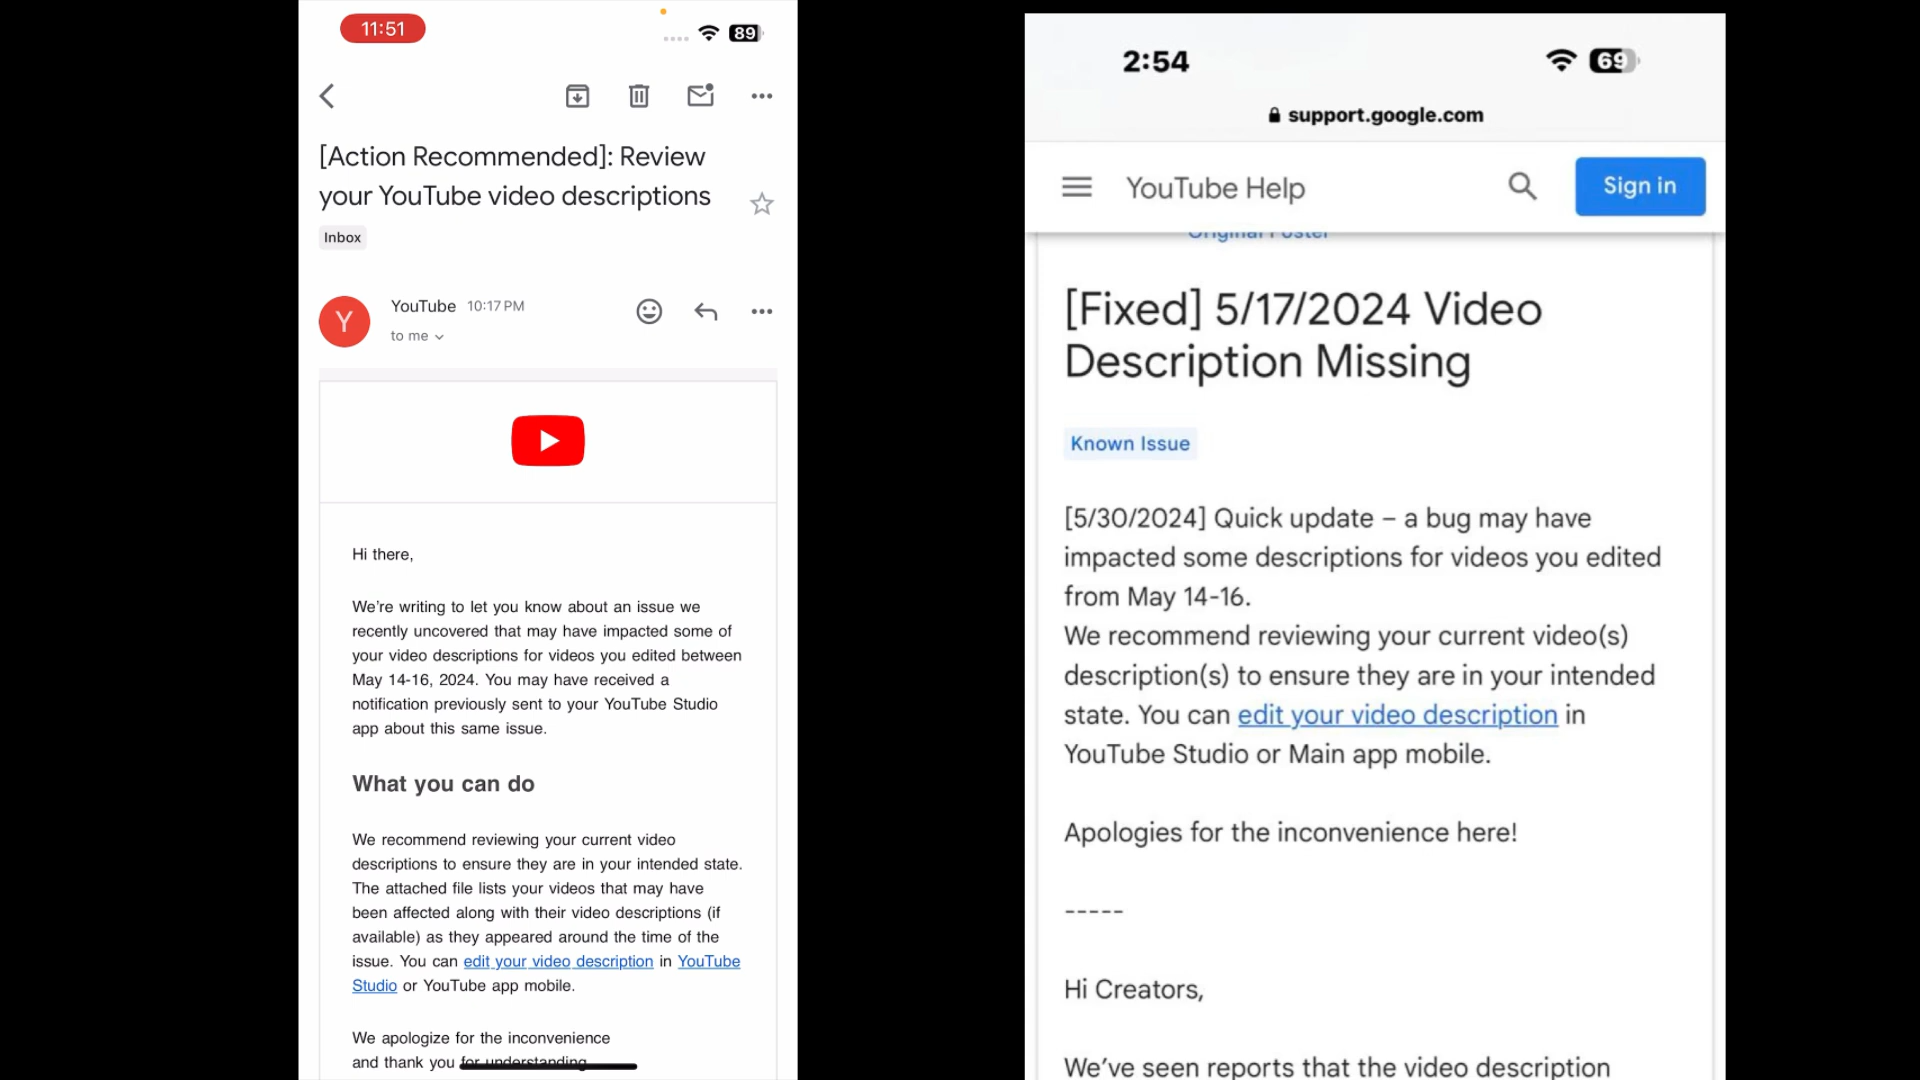 11:51
89
[Action Recommended]: Review
your YouTube video descriptions
Inbox
Y
YouTube 10:17 PM
to me
Hi there,
We're writing to let you know about an issue we
recently uncovered that may have impacted some of
your video descriptions for videos you edited between
May 14-16, 2024. You may have received a
notification previously sent to your YouTube Studio
app about this same issue.
What you can do
We recommend reviewing your current video
descriptions to ensure they are in your intended state.
The attached file lists your videos that may have
been affected along with their video descriptions (if
available) as they appeared around the time of the
issue. You can edit your video description in YouTube
Studio or YouTube app mobile.
We apologize for the inconvenience
and thank you for understanding
2:54
69
support.google.com
YouTube Help
Sign in
Original Poster
[Fixed] 5/17/2024 Video
Description Missing
Known Issue
[5/30/2024] Quick update – a bug may have
impacted some descriptions for videos you edited
from May 14-16.
We recommend reviewing your current video(s)
description(s) to ensure they are in your intended
state. You can edit your video description in
YouTube Studio or Main app mobile.
Apologies for the inconvenience here!
-----
Hi Creators,
We've seen reports that the video description